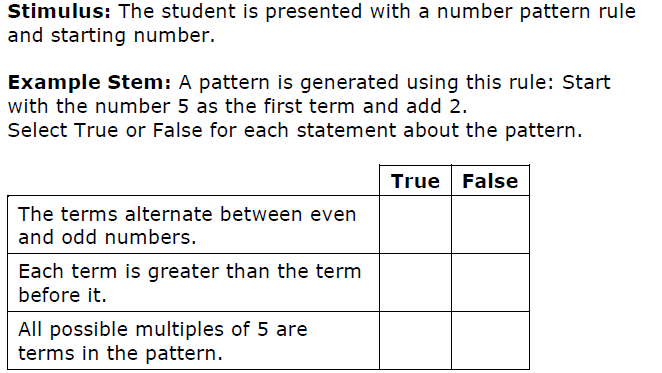 Stimulus: The student is presented with a number pattern rule
and starting number.
Example Stem: A pattern is generated using this rule: Start
with the number 5 as the first term and add 2.
Select True or False for each statement about the pattern.
True False
The terms alternate between even
and odd numbers.
Each term is greater than the term
before it.
All possible multiples of 5 are
terms in the pattern.